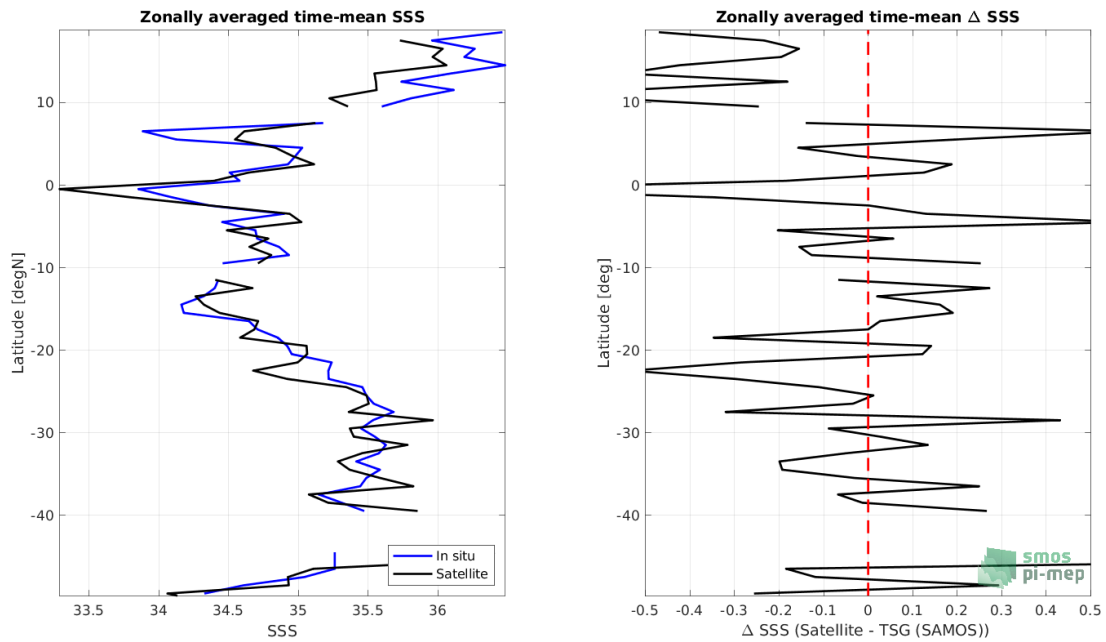 Zonally averaged time-mean SSS
10
0
-10
-20
-30
-40
Latitude [degN]
33.5
34
34.5
35
35.5
36
SSS
In situ
Satellite
Zonally averaged time-mean Δ SSS
10
0
-10
-20
-30
-40
Latitude [deg]
-0.5
-0.4
-0.3
-0.2
-0.1
0
0.1
0.2
0.3
0.4
0.5
Δ SSS (Satellite - TSG (SAMOS))
smos
pi-mep